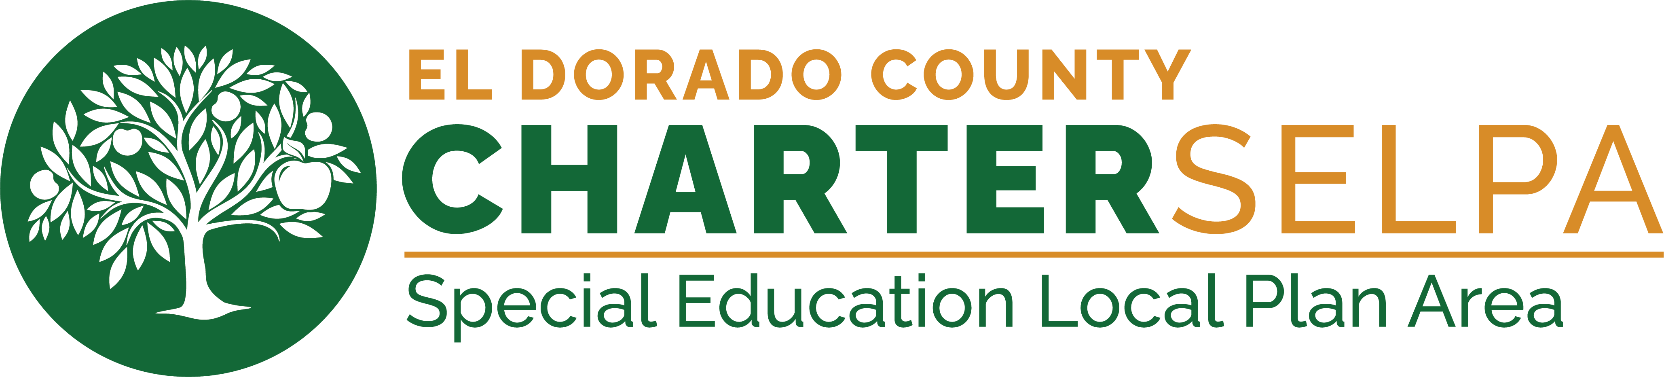 EL DORADO COUNTY
CHARTERSELPA
Special Education Local Plan Area